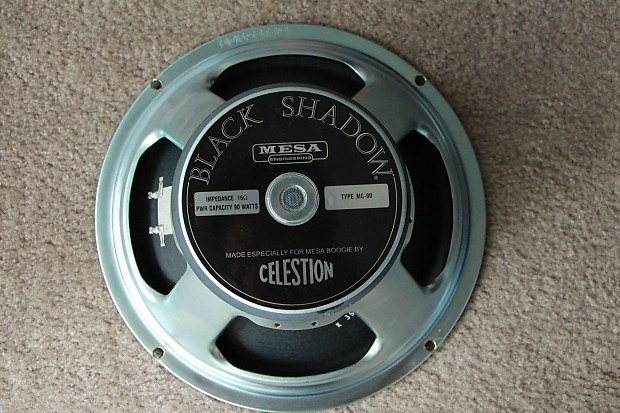 BLACK SHADOW
MESA
ENGINEERING
IMPEDANCE 16Ω
PWR CAPACITY 90 WATTS
TYPE MC-90
MADE ESPECIALLY FOR MESA BOOGIE BY
CELESTION